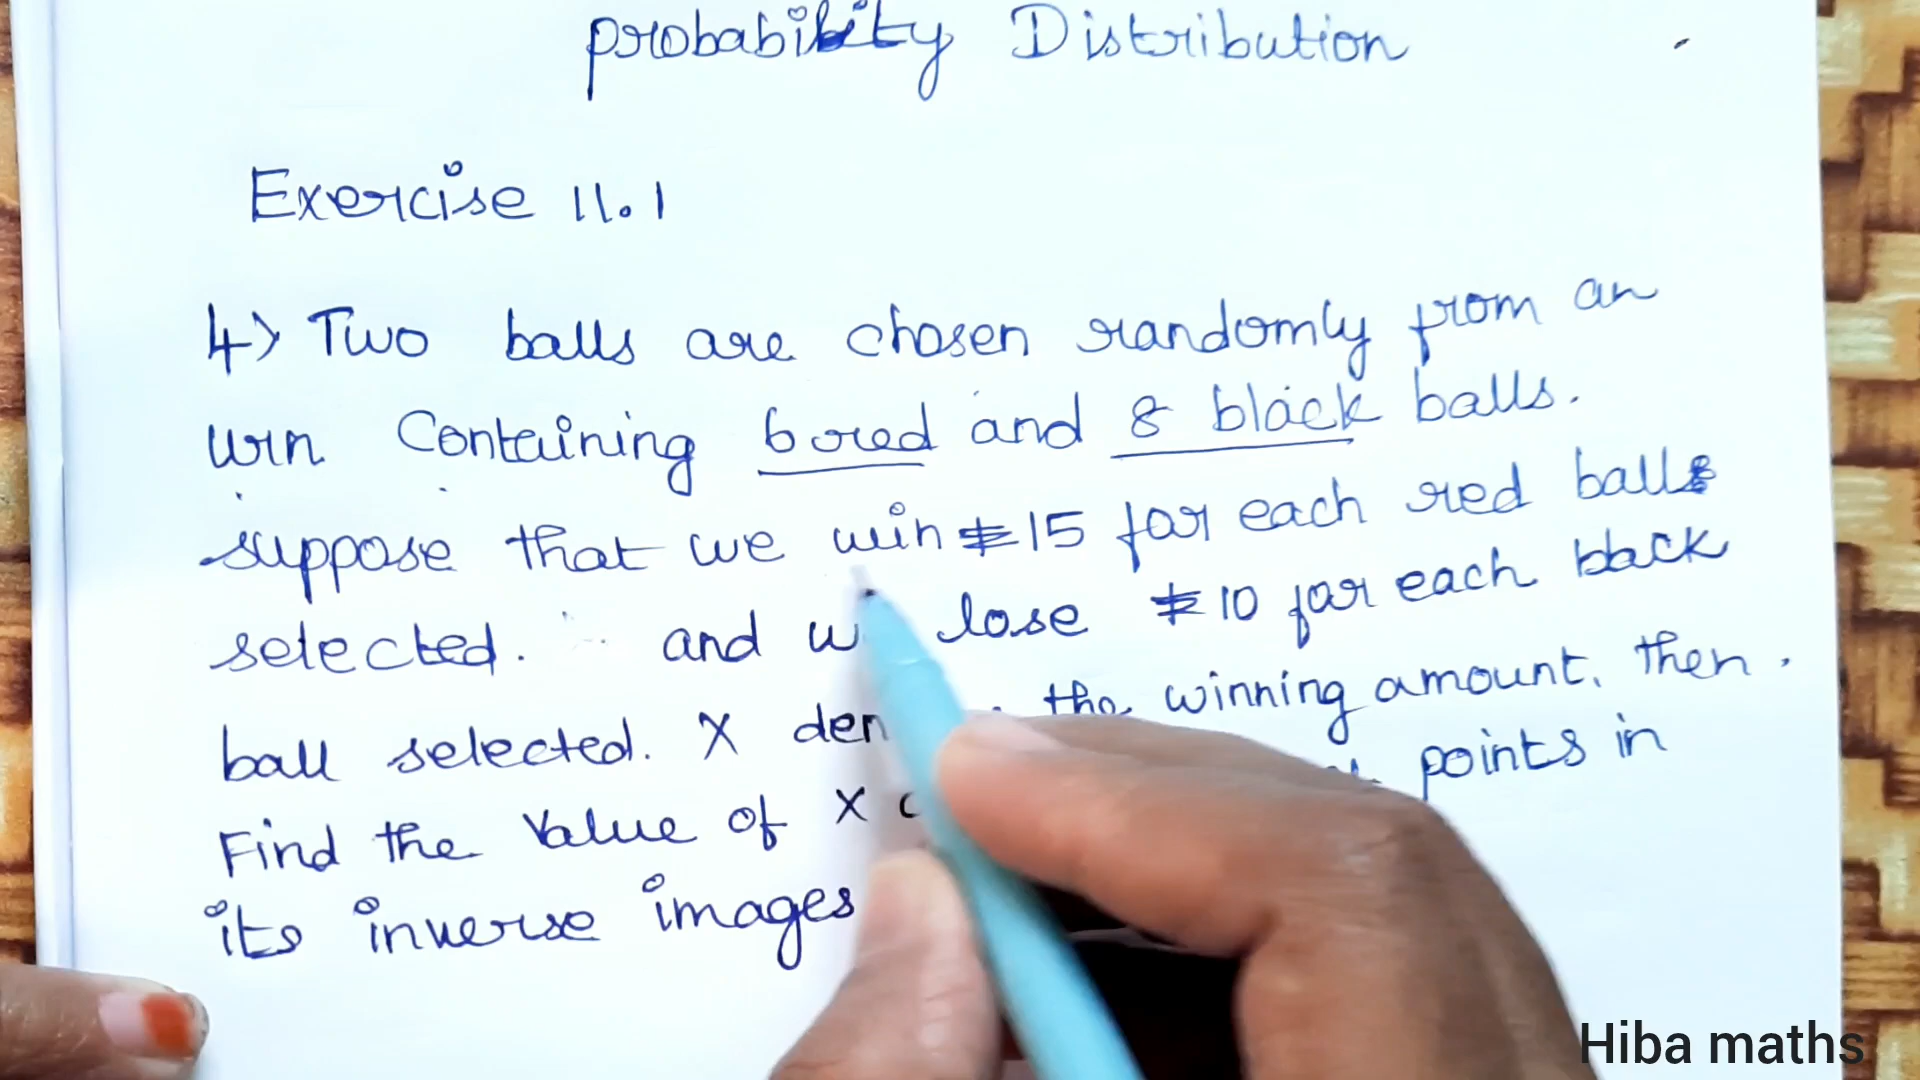 probability Distribution
Exercise 11.1
4) Two balls are chosen randomly from an
urn Containing 6 red and 8 black balls.
suppose that we win ₹15 for each red balls
selected. and w lose ₹10 for each black
ball selected. X den the winning amount. then
Find the Value of X points in
its inverse images
Hiba maths